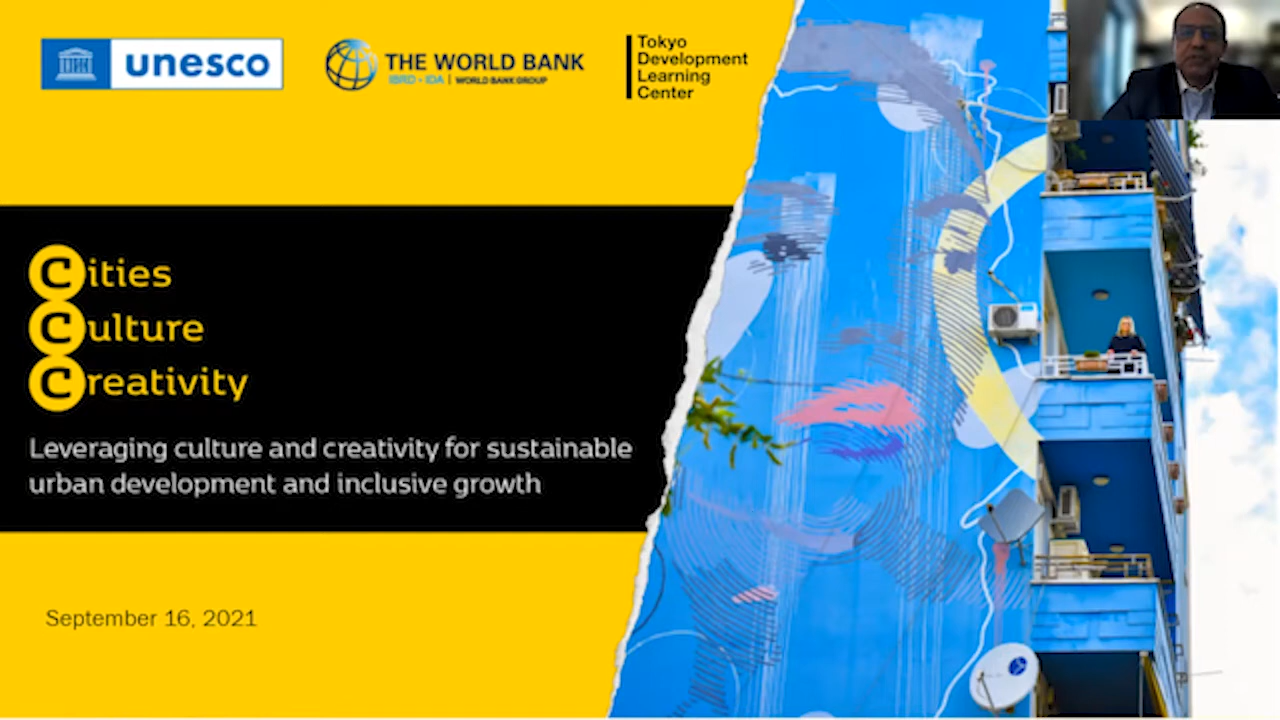 unesco
THE WORLD BANK
IBRD • IDA | WORLD BANK GROUP
Tokyo
Development
Learning
Center
Cities
Culture
Creativity
Leveraging culture and creativity for sustainable
urban development and inclusive growth
September 16, 2021